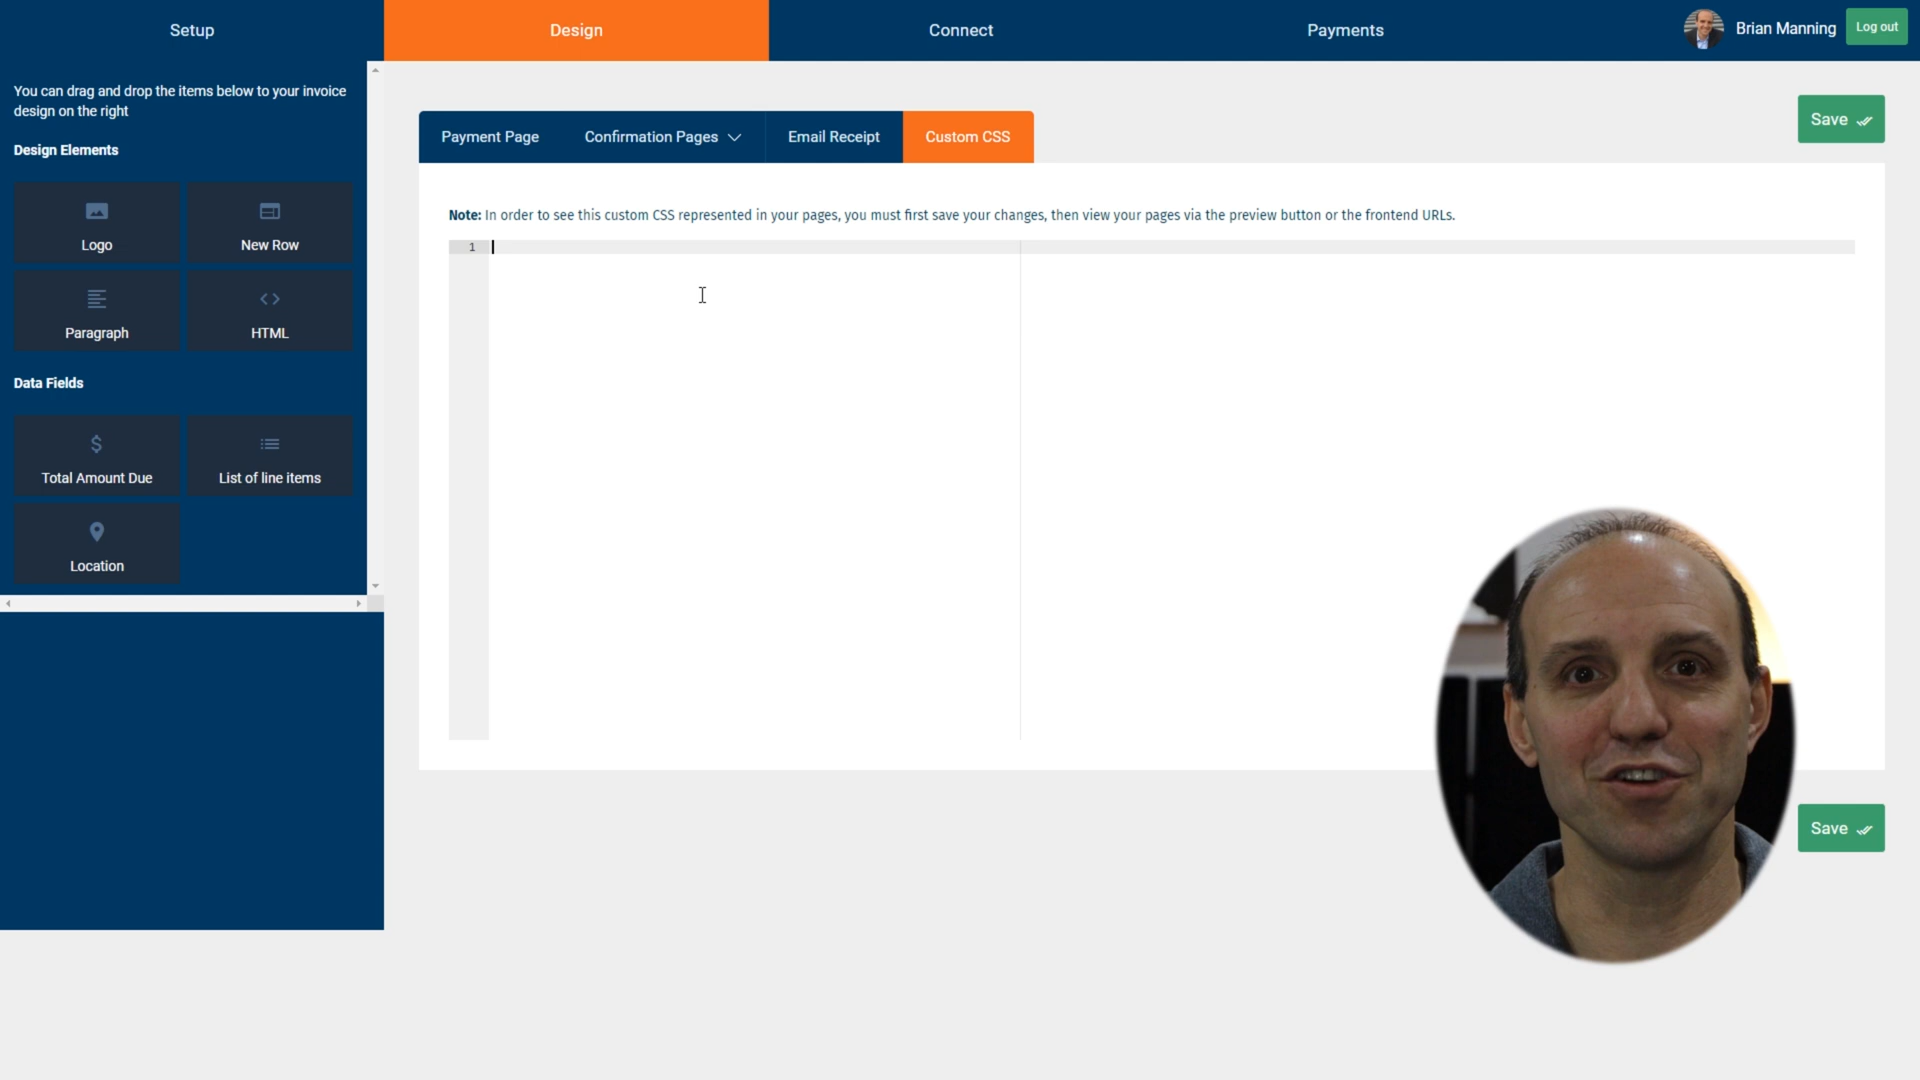 Setup
Design
Connect
Payments
Brian Manning
Log out
You can drag and drop the items below to your invoice
design on the right
Design Elements
Logo
New Row
Paragraph
HTML
Data Fields
Total Amount Due
List of line items
Location
Payment Page
Confirmation Pages
Email Receipt
Custom CSS
Save
Note: In order to see this custom CSS represented in your pages, you must first save your changes, then view your pages via the preview button or the frontend URLs.
1
Save